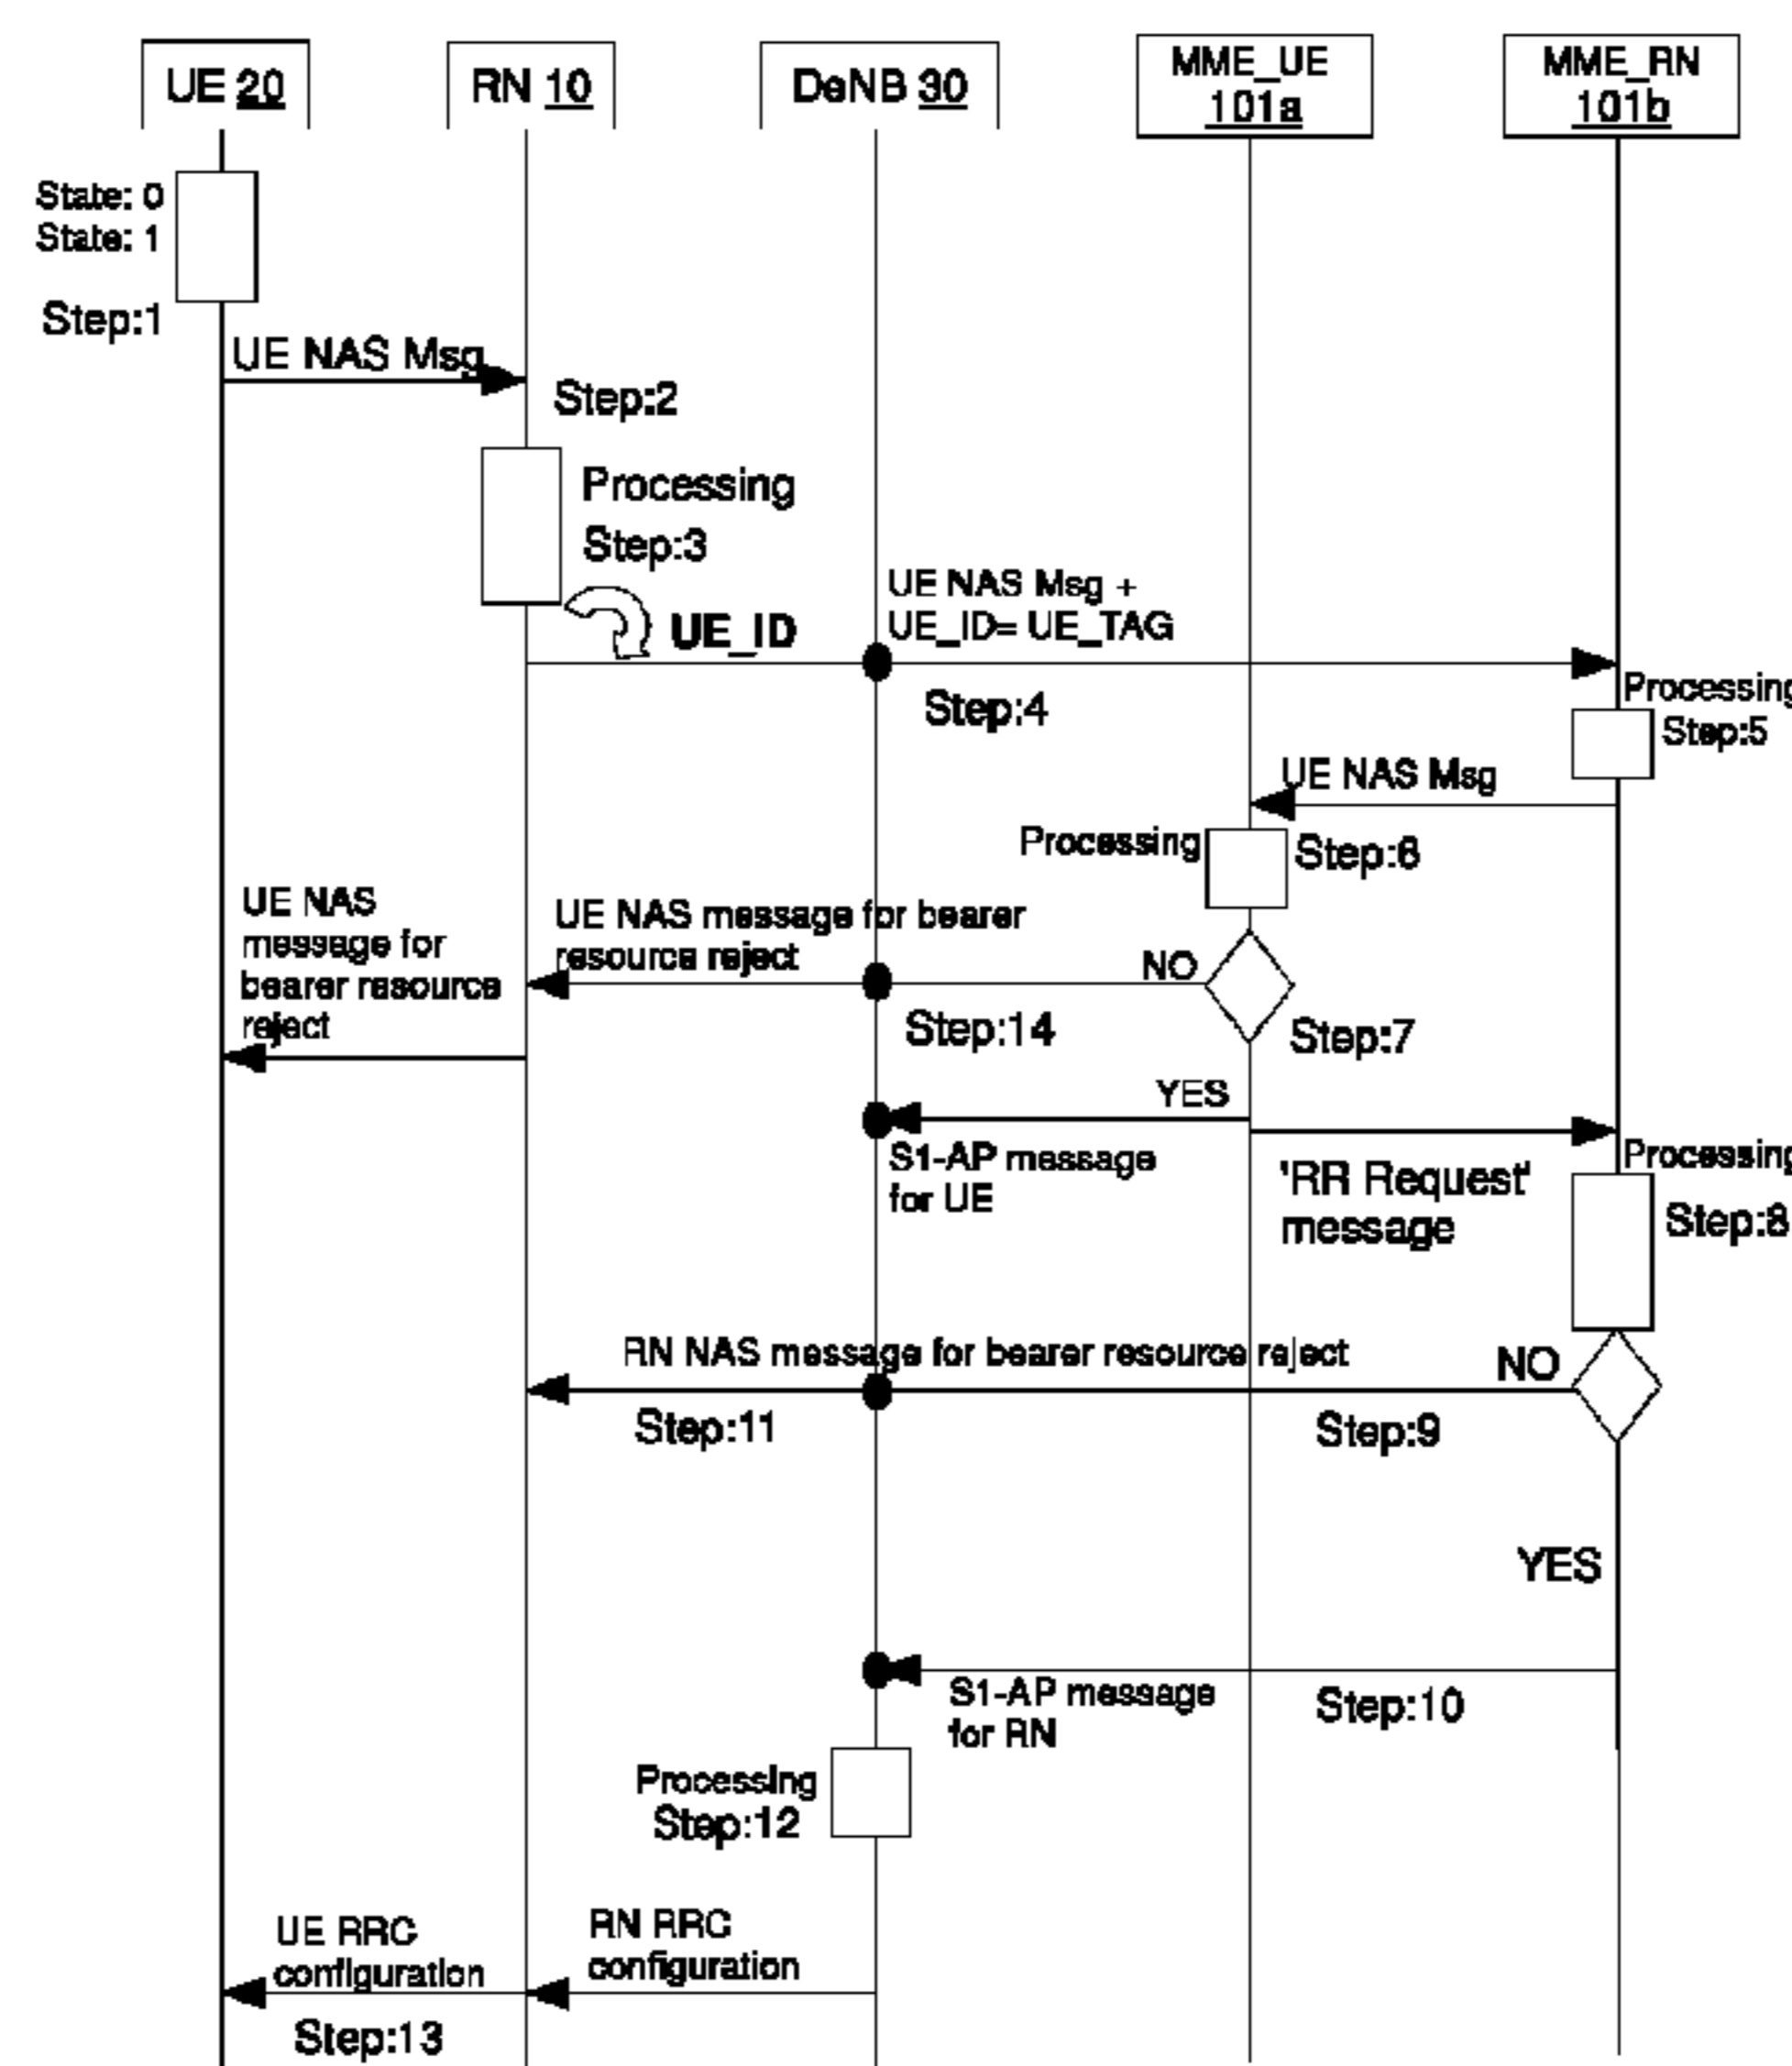 UE 20
RN 10
DeNB 30
MME_UE
101a
MME_RN
101b
State: 0
State: 1
Step:1
UE NAS Msg
Step:2
Processing
Step:3
UE_ID
UE NAS Msg +
UE_ID= UE_TAG
Step:4
Processing
Step:5
UE NAS Msg
Processing
Step:6
UE NAS
message for
bearer resource
reject
UE NAS message for bearer
resource reject
NO
Step:14
Step:7
YES
S1-AP message
for UE
'RR Request'
message
Processing
Step:8
RN NAS message for bearer resource reject
NO
Step:11
Step:9
YES
S1-AP message
for RN
Step:10
Processing
Step:12
UE RRC
configuration
RN RRC
configuration
Step:13